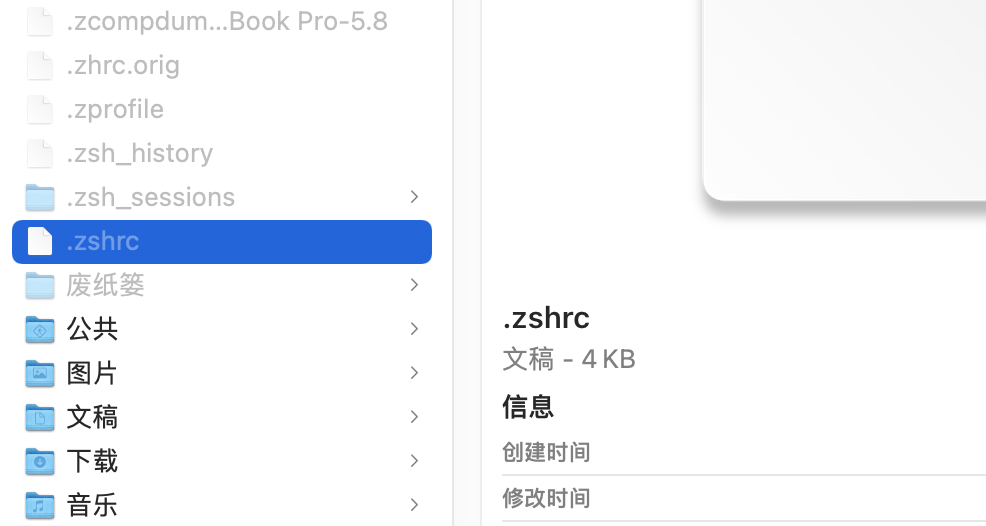 .zcompdum...Book Pro-5.8
.zhrc.orig
.zprofile
.zsh_history
.zsh_sessions
.zshrc
废纸篓
公共
图片
文稿
下载
音乐
.zshrc
文稿 - 4 KB
信息
创建时间
修改时间